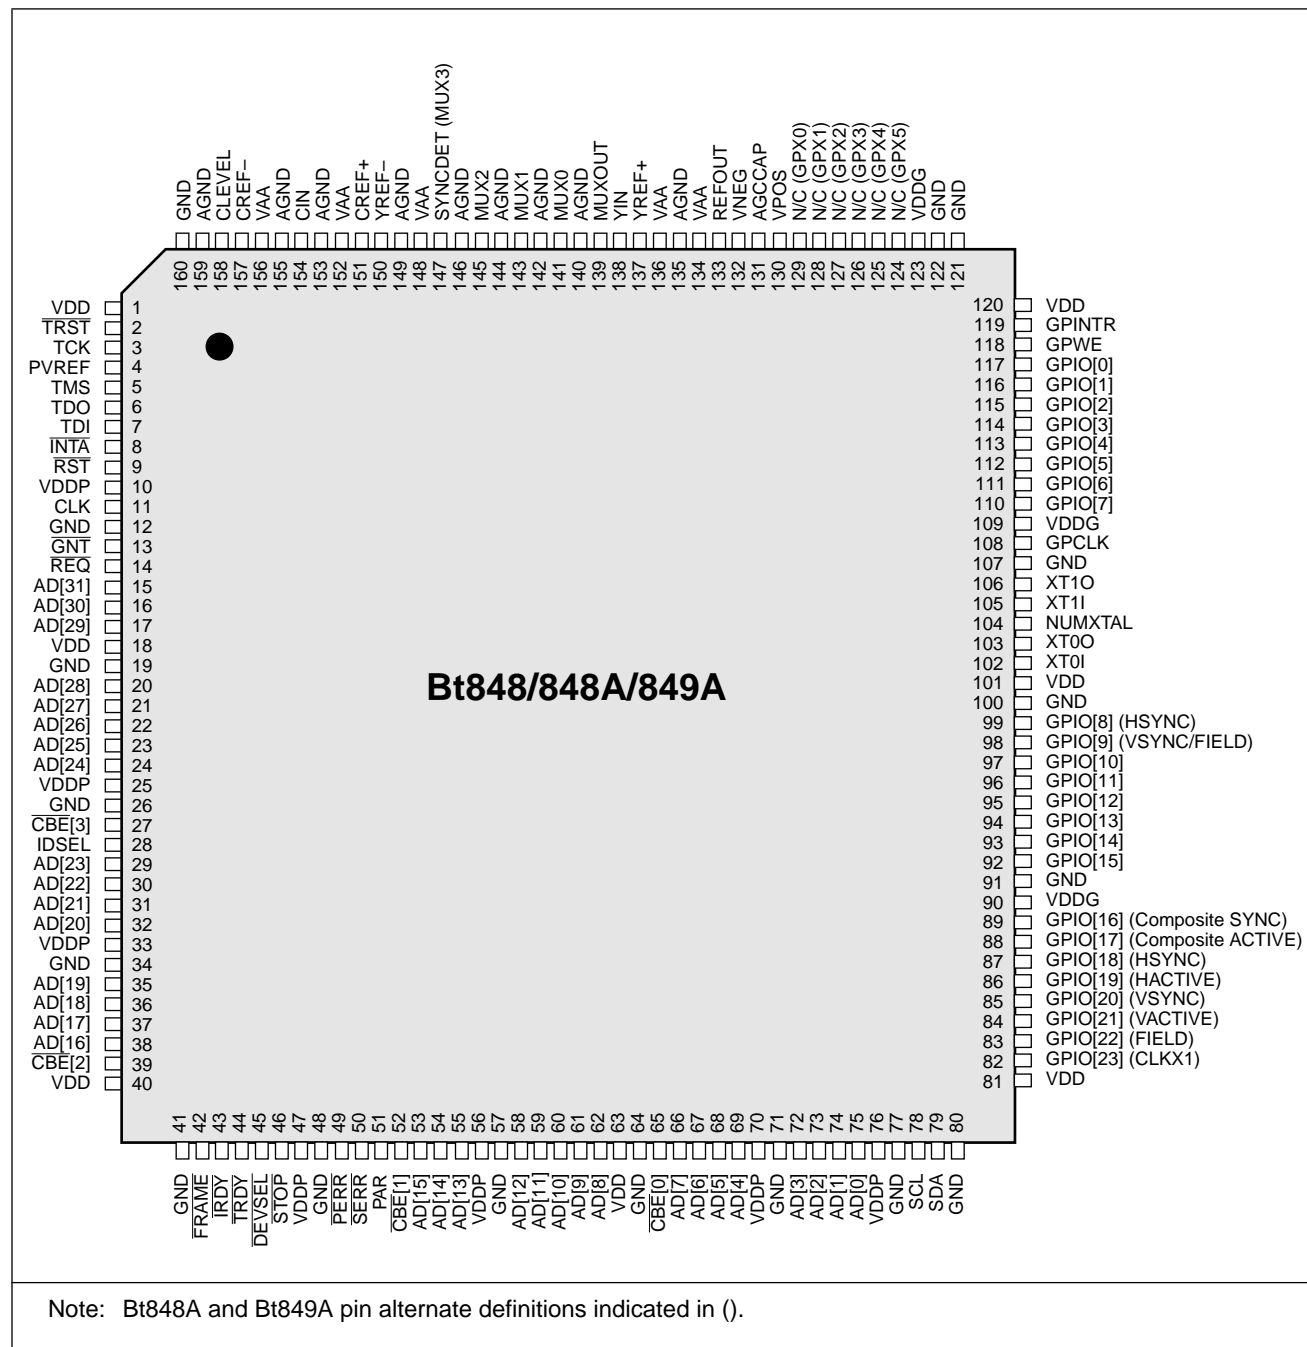 GND AGND CLEVEL CREF– VAA AGND CIN AGND VAA CREF+ YREF– AGND VAA SYNCDET (MUX3) AGND MUX2 AGND MUX1 AGND MUX0 AGND MUXOUT YIN YREF+ VAA AGND VAA REFOUT VNEG AGCCAP VPOS N/C (GPX0) N/C (GPX1) N/C (GPX2) N/C (GPX3) N/C (GPX4) N/C (GPX5) VDDG GND GND
160 159 158 157 156 155 154 153 152 151 150 149 148 147 146 145 144 143 142 141 140 139 138 137 136 135 134 133 132 131 130 129 128 127 126 125 124 123 122 121
VDD 1 120 VDD
TRST 2 119 GPINTR
TCK 3 118 GPWE
PVREF 4 117 GPIO[0]
TMS 5 116 GPIO[1]
TDO 6 115 GPIO[2]
TDI 7 114 GPIO[3]
INTA 8 113 GPIO[4]
RST 9 112 GPIO[5]
VDDP 10 111 GPIO[6]
CLK 11 110 GPIO[7]
GND 12 109 VDDG
GNT 13 108 GPCLK
REQ 14 107 GND
AD[31] 15 106 XT1O
AD[30] 16 105 XT1I
AD[29] 17 104 NUMXTAL
VDD 18 103 XT0O
GND 19 102 XT0I
AD[28] 20 101 VDD
AD[27] 21 100 GND
AD[26] 22 99 GPIO[8] (HSYNC)
AD[25] 23 98 GPIO[9] (VSYNC/FIELD)
AD[24] 24 97 GPIO[10]
VDDP 25 96 GPIO[11]
GND 26 95 GPIO[12]
CBE[3] 27 94 GPIO[13]
IDSEL 28 93 GPIO[14]
AD[23] 29 92 GPIO[15]
AD[22] 30 91 GND
AD[21] 31 90 VDDG
AD[20] 32 89 GPIO[16] (Composite SYNC)
VDDP 33 88 GPIO[17] (Composite ACTIVE)
GND 34 87 GPIO[18] (HSYNC)
AD[19] 35 86 GPIO[19] (HACTIVE)
AD[18] 36 85 GPIO[20] (VSYNC)
AD[17] 37 84 GPIO[21] (VACTIVE)
AD[16] 38 83 GPIO[22] (FIELD)
CBE[2] 39 82 GPIO[23] (CLKX1)
VDD 40 81 VDD
Bt848/848A/849A
41 42 43 44 45 46 47 48 49 50 51 52 53 54 55 56 57 58 59 60 61 62 63 64 65 66 67 68 69 70 71 72 73 74 75 76 77 78 79 80
GND FRAME IRDY TRDY DEVSEL STOP VDDP GND PERR SERR PAR CBE[1] AD[15] AD[14] AD[13] VDDP GND AD[12] AD[11] AD[10] AD[9] AD[8] VDD GND CBE[0] AD[7] AD[6] AD[5] AD[4] VDDP GND AD[3] AD[2] AD[1] AD[0] VDDP GND SCL SDA GND
Note: Bt848A and Bt849A pin alternate definitions indicated in ().